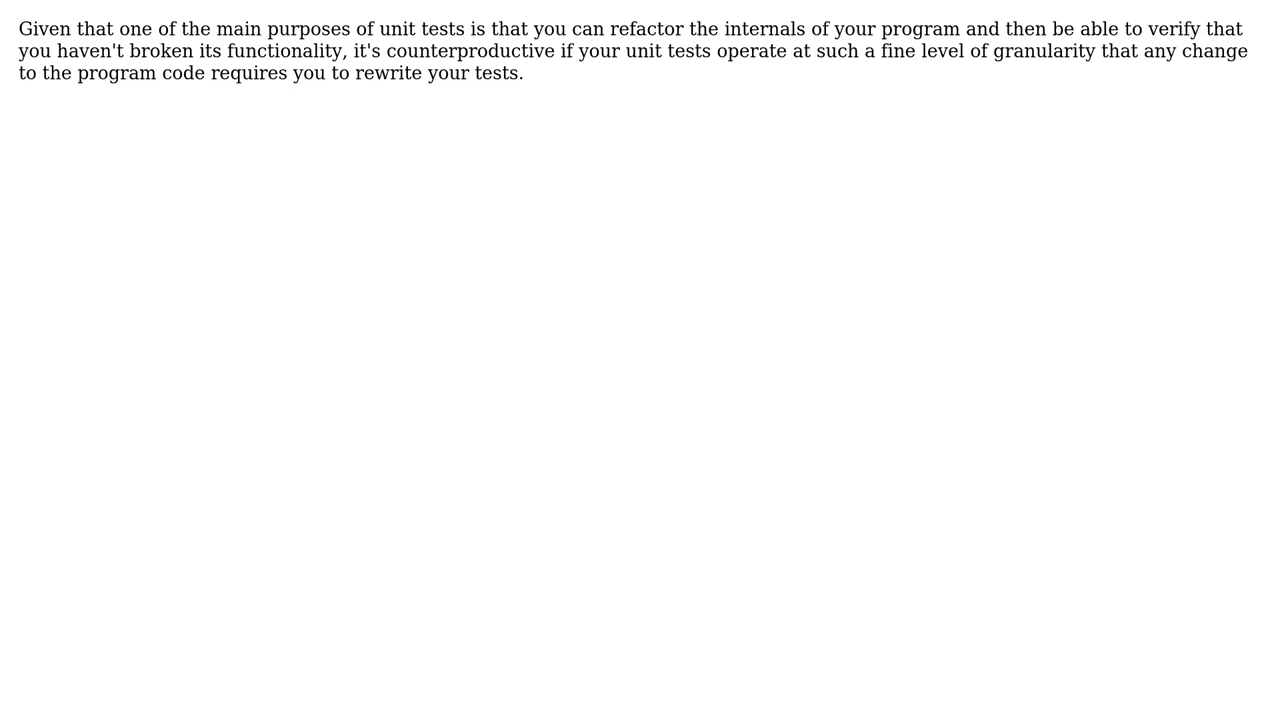 Given that one of the main purposes of unit tests is that you can refactor the internals of your program and then be able to verify that
you haven't broken its functionality, it's counterproductive if your unit tests operate at such a fine level of granularity that any change
to the program code requires you to rewrite your tests.